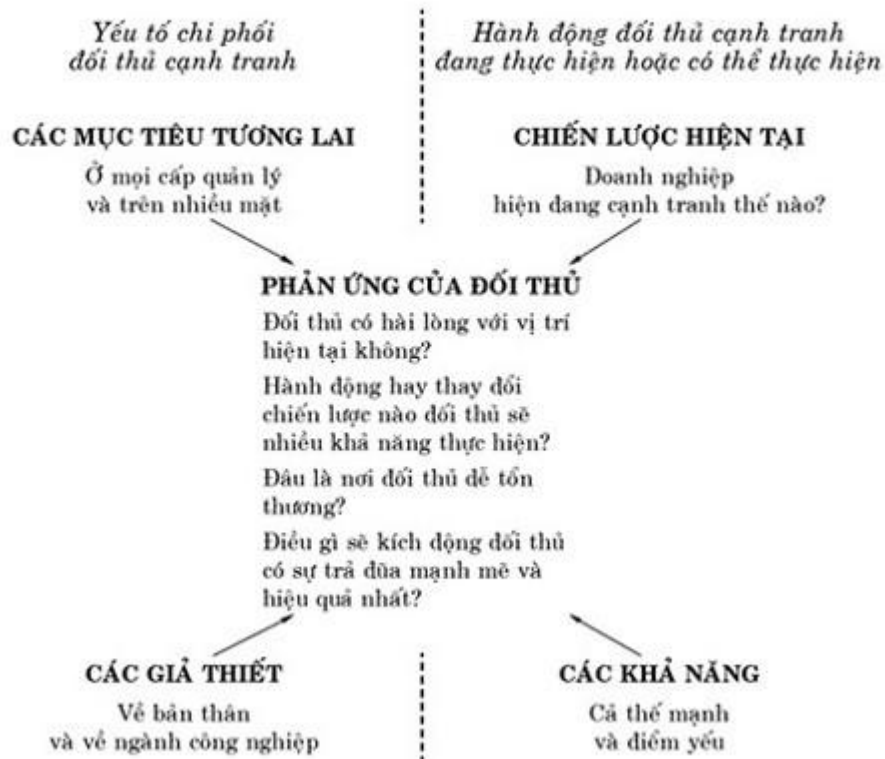 Yếu tố chi phối
đối thủ cạnh tranh
Hành động đối thủ cạnh tranh
đang thực hiện hoặc có thể thực hiện
CÁC MỤC TIÊU TƯƠNG LAI
Ở mọi cấp quản lý
và trên nhiều mặt
CHIẾN LƯỢC HIỆN TẠI
Doanh nghiệp
hiện đang cạnh tranh thế nào?
PHẢN ỨNG CỦA ĐỐI THỦ
Đối thủ có hài lòng với vị trí
hiện tại không?
Hành động hay thay đổi
chiến lược nào đối thủ sẽ
nhiều khả năng thực hiện?
Đâu là nơi đối thủ dễ tổn
thương?
Điều gì sẽ kích động đối thủ
có sự trả đũa mạnh mẽ và
hiệu quả nhất?
CÁC GIẢ THIẾT
Về bản thân
và về ngành công nghiệp
CÁC KHẢ NĂNG
Cả thế mạnh
và điểm yếu